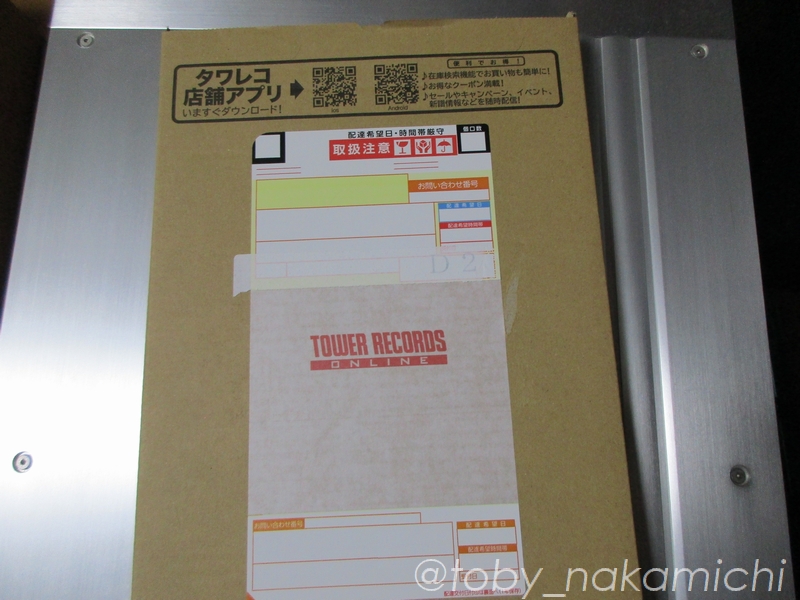 タワレコ
店舗アプリ
いますぐダウンロード!
ios
Android
便利でお得!
♪在庫検索機能でお買い物も簡単に!
♪お得なクーポン満載!
♪セールやキャンペーン、イベント、
新譜情報などを随時配信!
配達希望日・時間帯厳守
個口数
取扱注意
お問い合わせ番号
配達希望日
配達希望時間帯
D 2
TOWER RECORDS
ONLINE
お問い合わせ番号
配達希望日
配達希望時間帯
@toby_nakamichi